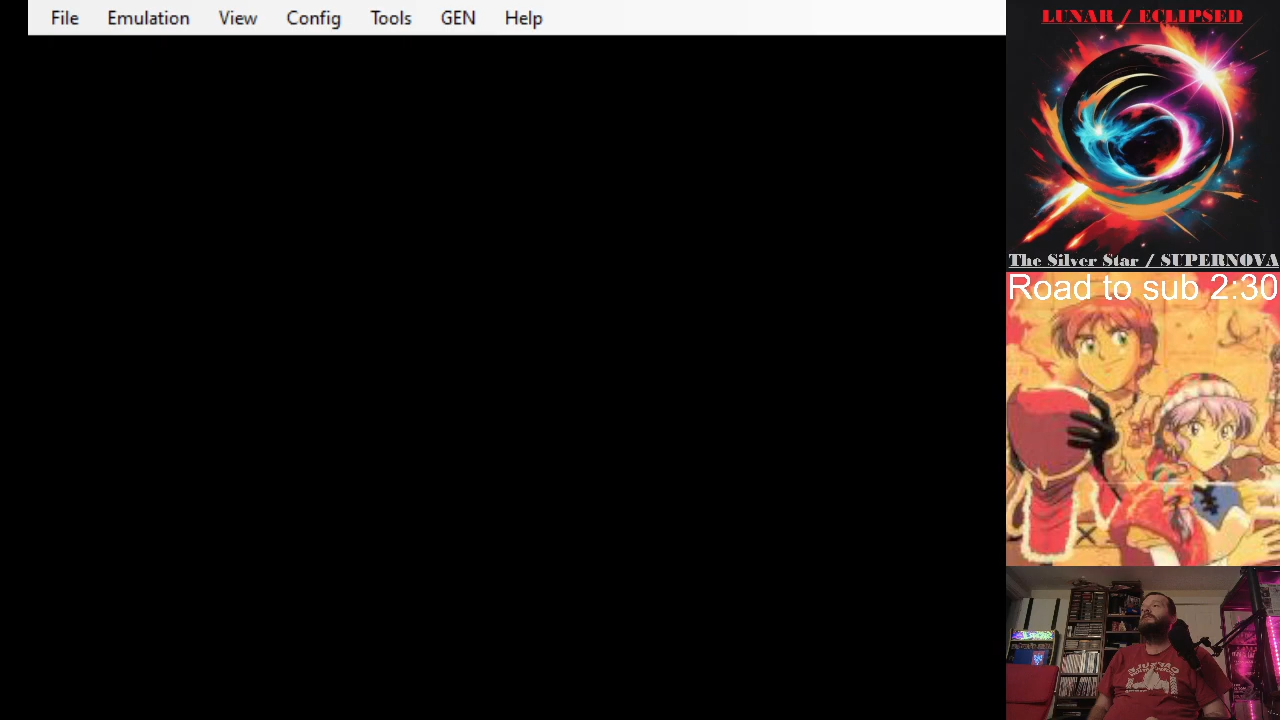 File Emulation View Config Tools GEN Help
LUNAR / ECLIPSED
The Silver Star / SUPERNOVA
Road to sub 2:30